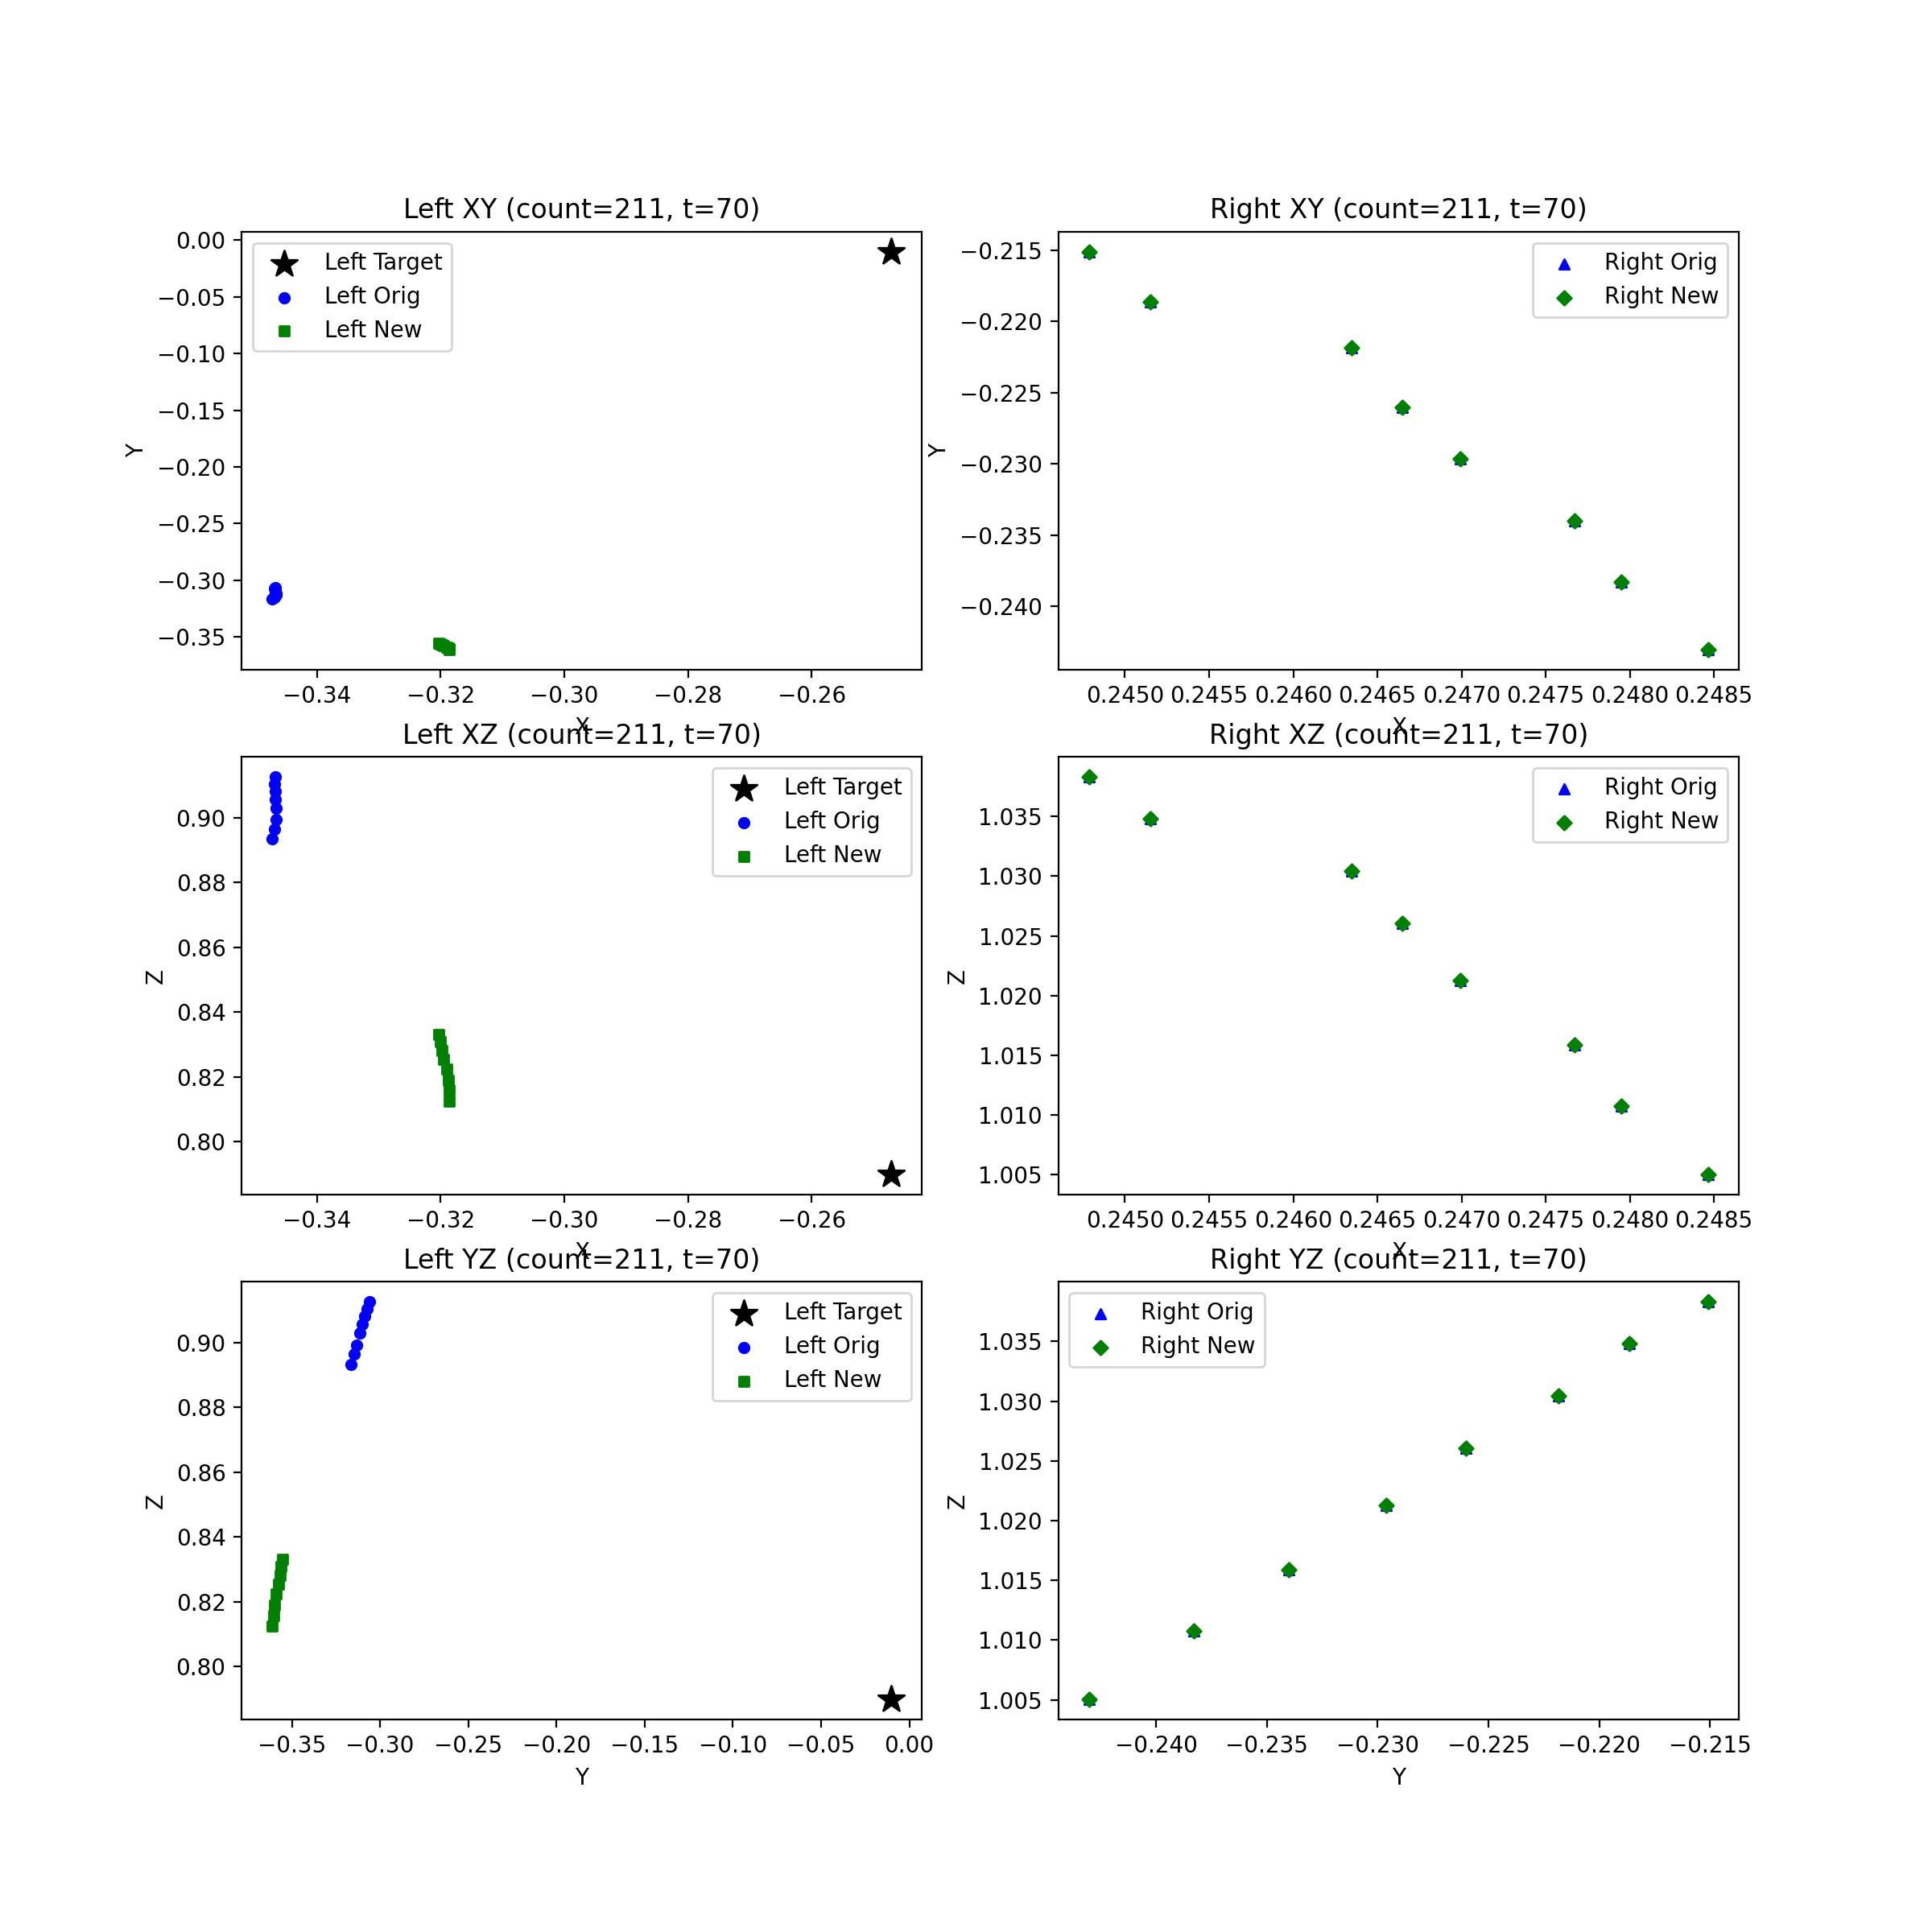 Left XY (count=211, t=70)
Left Target
Left Orig
Left New
0.00
−0.05
−0.10
−0.15
−0.20
−0.25
−0.30
−0.35
Y
−0.34 −0.32 −0.30 −0.28 −0.26
X
Right XY (count=211, t=70)
Right Orig
Right New
−0.215
−0.220
−0.225
−0.230
−0.235
−0.240
Y
0.2450 0.2455 0.2460 0.2465 0.2470 0.2475 0.2480 0.2485
X
Left XZ (count=211, t=70)
Left Target
Left Orig
Left New
0.90
0.88
0.86
0.84
0.82
0.80
Z
−0.34 −0.32 −0.30 −0.28 −0.26
X
Right XZ (count=211, t=70)
Right Orig
Right New
1.035
1.030
1.025
1.020
1.015
1.010
1.005
Z
0.2450 0.2455 0.2460 0.2465 0.2470 0.2475 0.2480 0.2485
X
Left YZ (count=211, t=70)
Left Target
Left Orig
Left New
0.90
0.88
0.86
0.84
0.82
0.80
Z
−0.35 −0.30 −0.25 −0.20 −0.15 −0.10 −0.05 0.00
Y
Right YZ (count=211, t=70)
Right Orig
Right New
1.035
1.030
1.025
1.020
1.015
1.010
1.005
Z
−0.240 −0.235 −0.230 −0.225 −0.220 −0.215
Y